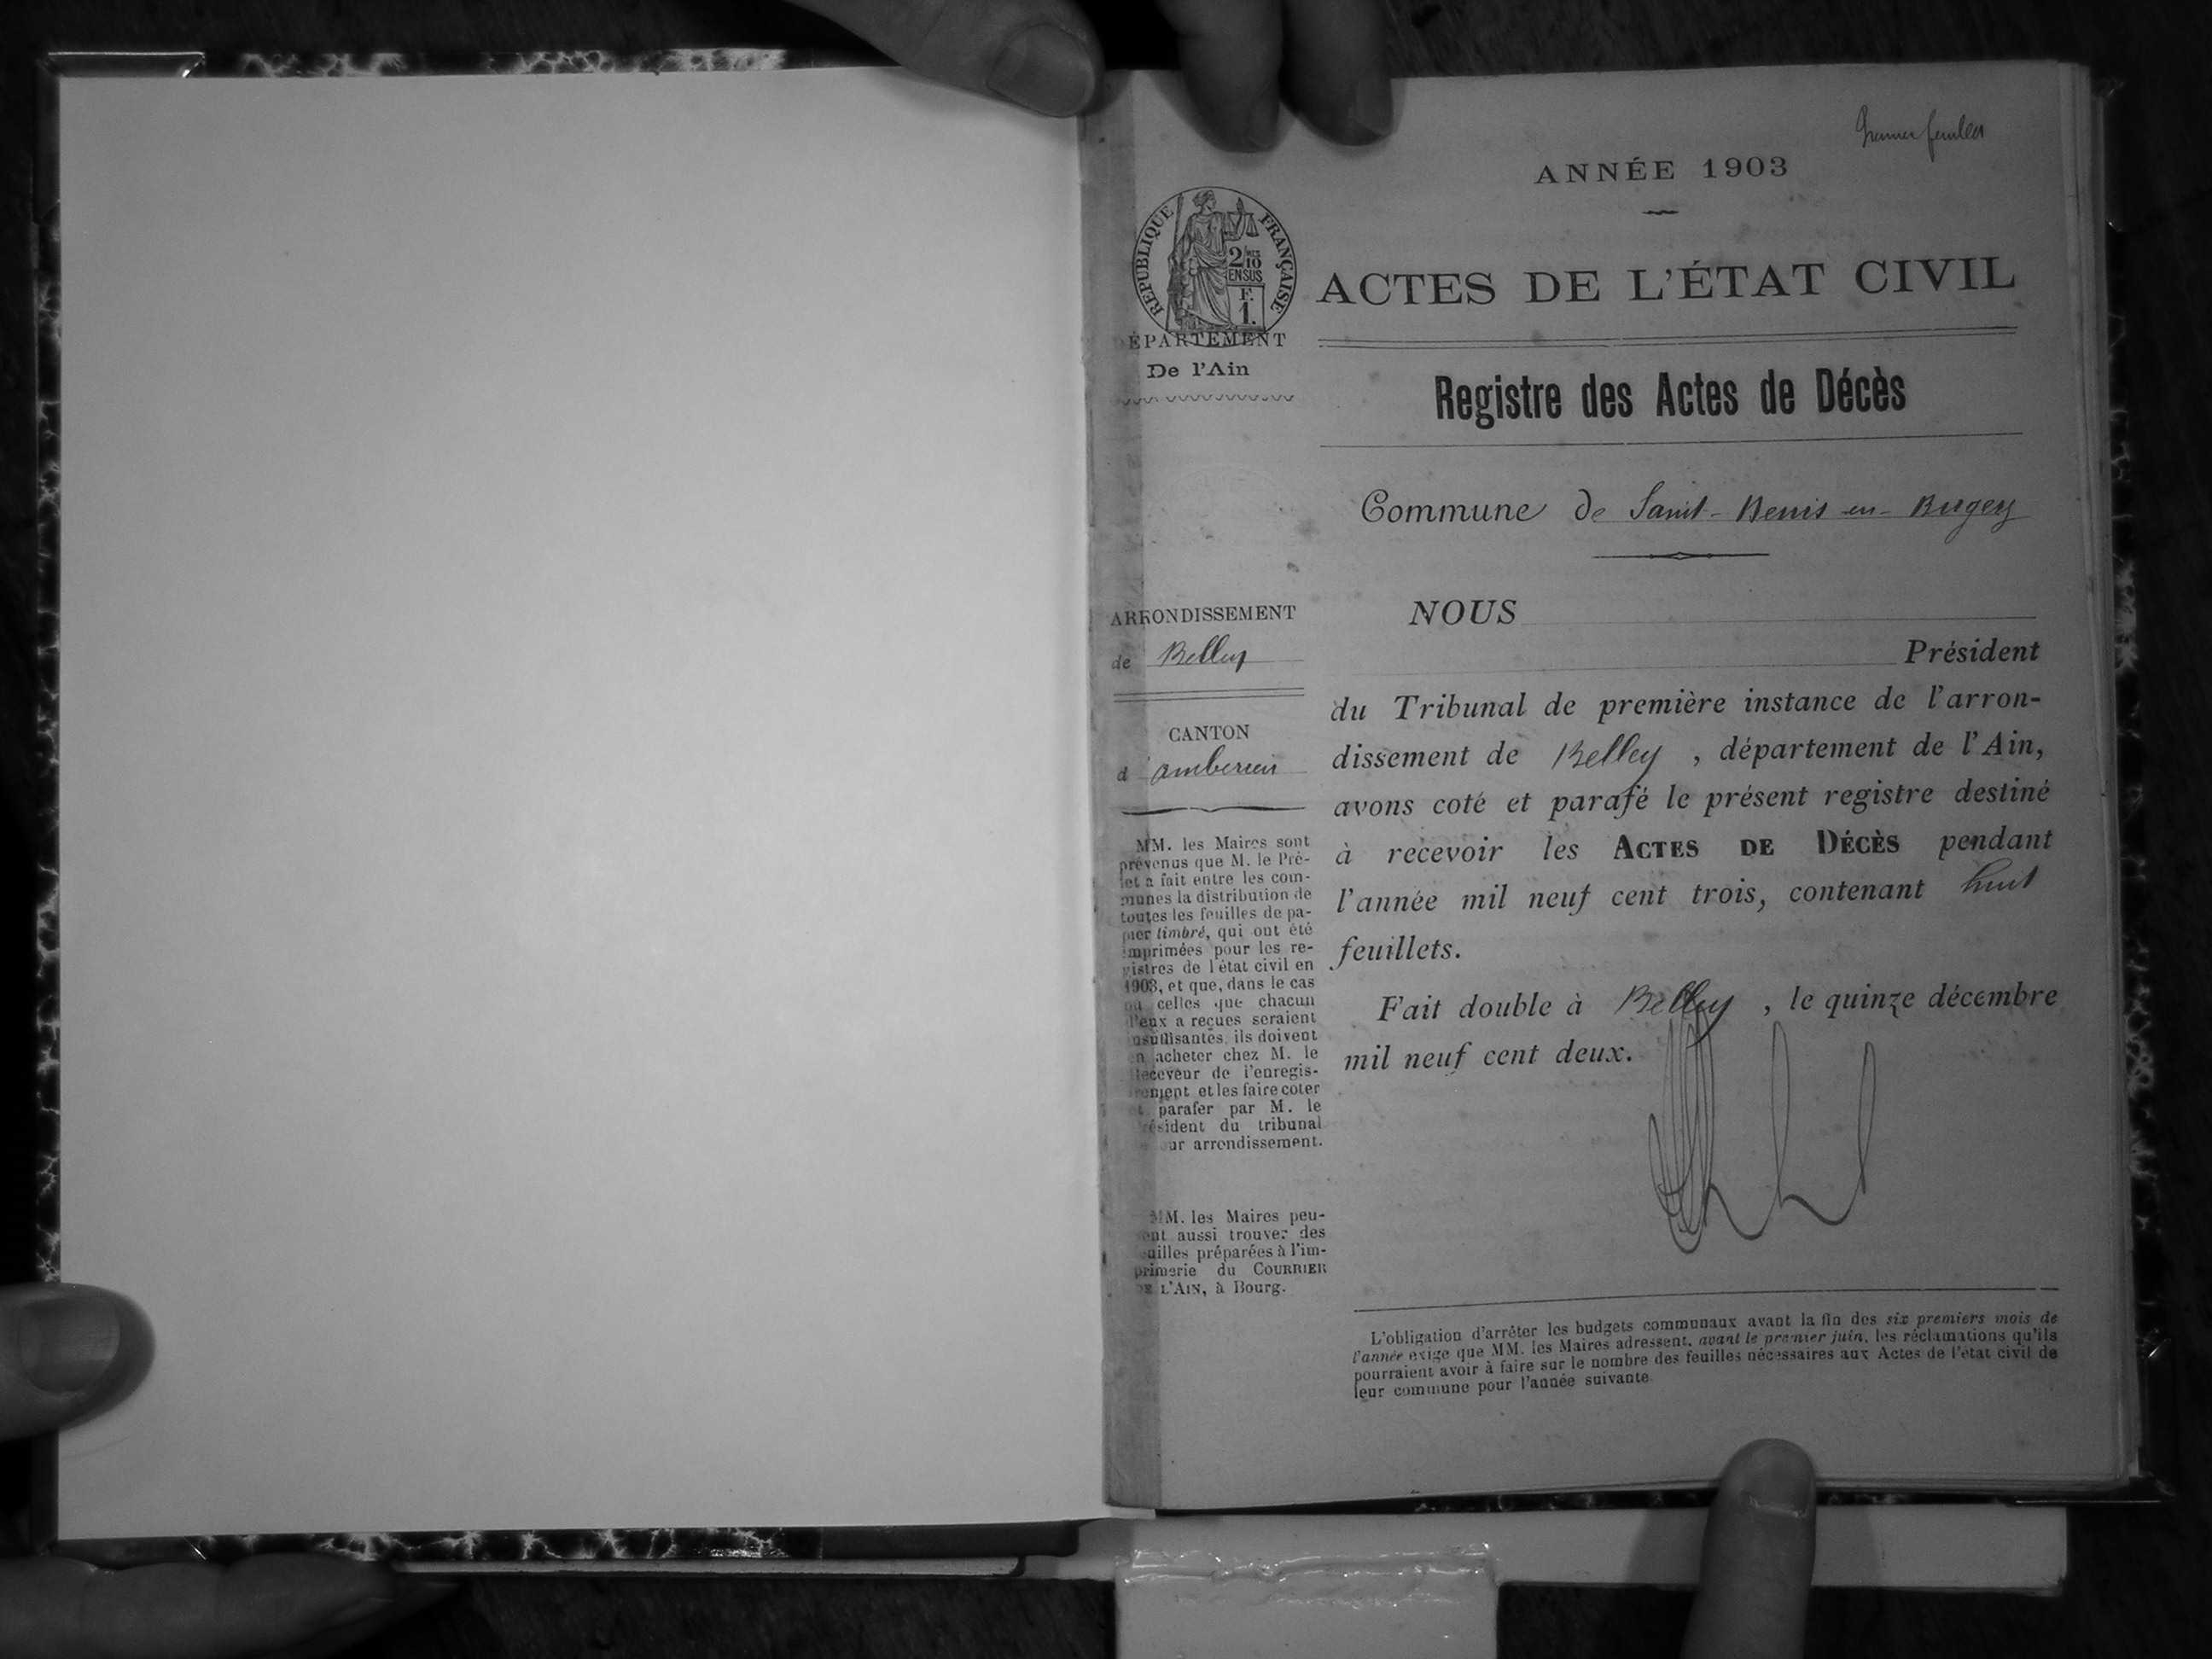 Premier feuillet
ANNÉE 1903
RÉPUBLIQUE FRANÇAISE
2/10
EN SUS
F.
1.
ACTES DE L'ÉTAT CIVIL
DÉPARTEMENT
De l'Ain
Registre des Actes de Décès
Commune de Saint-Denis-en-Bugey
ARRONDISSEMENT
de Belley
CANTON
d'ambérieu
MM. les Maires sont
prévenus que M. le Pré-
fet a fait entre les com-
munes la distribution de
toutes les feuilles de pa-
pier timbré, qui ont été
imprimées pour les re-
gistres de l'état civil en
1903, et que, dans le cas
où celles que chacun
d'eux a reçues seraient
insuffisantes, ils doivent
en acheter chez M. le
Receveur de l'enregis-
trement et les faire coter
et parafer par M. le
Président du tribunal
ur arrondissement.
MM. les Maires peu-
vent aussi trouver des
feuilles préparées à l'im-
primerie du COURRIER
DE L'AIN, à Bourg.
NOUS
Président
du Tribunal de première instance de l'arron-
dissement de Belley, département de l'Ain,
avons coté et parafé le présent registre destiné
à recevoir les ACTES DE DÉCÈS pendant
l'année mil neuf cent trois, contenant huit
feuillets.
Fait double à Belley, le quinze décembre
mil neuf cent deux.
L'obligation d'arrêter les budgets communaux avant la fin des six premiers mois de
l'année exige que MM. les Maires adressent, avant le premier juin, les réclamations qu'ils
pourraient avoir à faire sur le nombre des feuilles nécessaires aux Actes de l'état civil de
leur commune pour l'année suivante